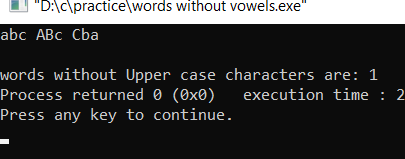 "D:\c\practice\words without vowels.exe"
abc ABc Cba
words without Upper case characters are: 1
Process returned 0 (0x0)   execution time : 2
Press any key to continue.